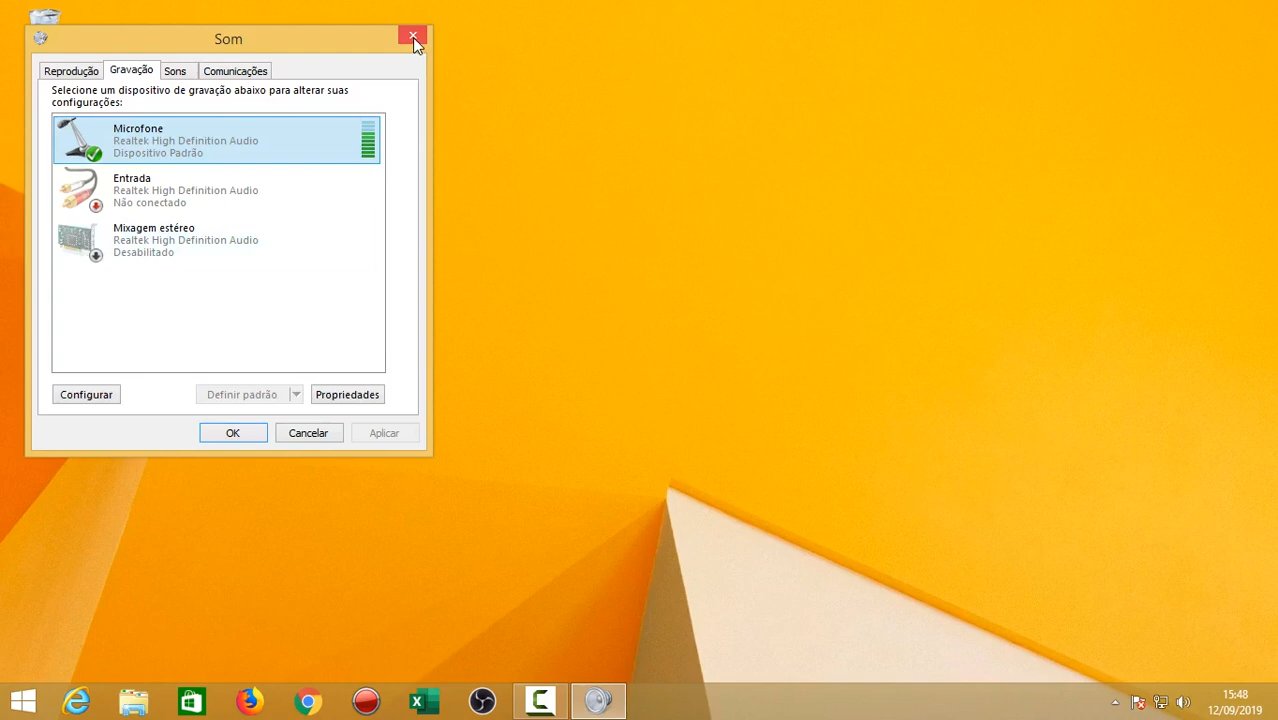 Som
Reprodução
Gravação
Sons
Comunicações
Selecione um dispositivo de gravação abaixo para alterar suas
configurações:
Microfone
Realtek High Definition Audio
Dispositivo Padrão
Entrada
Realtek High Definition Audio
Não conectado
Mixagem estéreo
Realtek High Definition Audio
Desabilitado
Configurar
Definir padrão
Propriedades
OK
Cancelar
Aplicar
15:48
12/09/2019